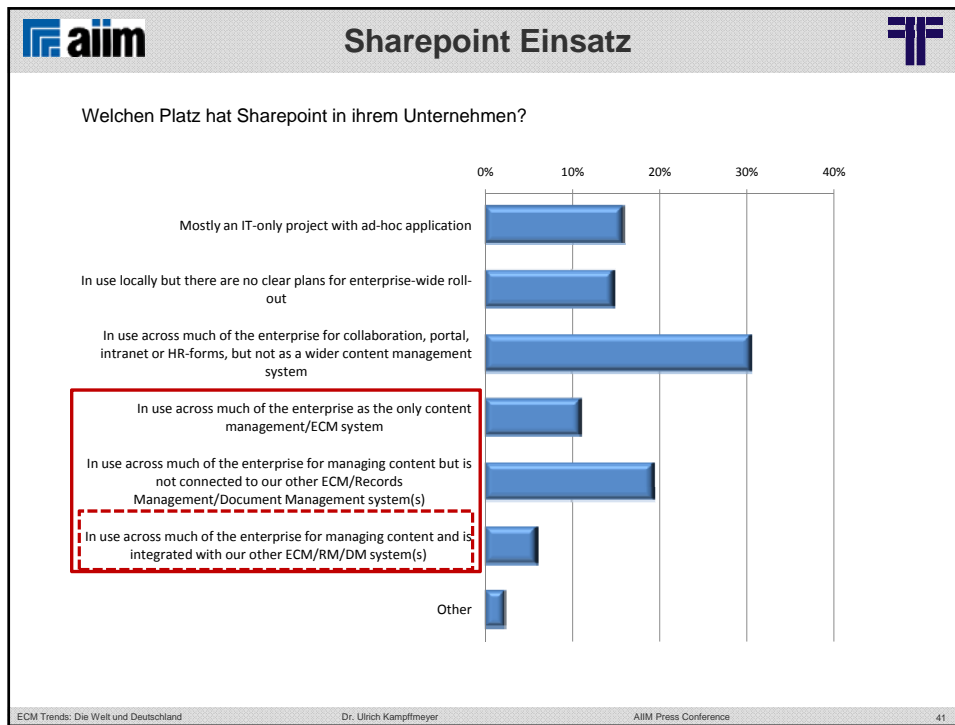 aiim
Sharepoint Einsatz
Welchen Platz hat Sharepoint in ihrem Unternehmen?
0%
10%
20%
30%
40%
Mostly an IT-only project with ad-hoc application
In use locally but there are no clear plans for enterprise-wide roll-
out
In use across much of the enterprise for collaboration, portal,
intranet or HR-forms, but not as a wider content management
system
In use across much of the enterprise as the only content
management/ECM system
In use across much of the enterprise for managing content but is
not connected to our other ECM/Records
Management/Document Management system(s)
In use across much of the enterprise for managing content and is
integrated with our other ECM/RM/DM system(s)
Other
ECM Trends: Die Welt und Deutschland
Dr. Ulrich Kampffmeyer
AIIM Press Conference
41